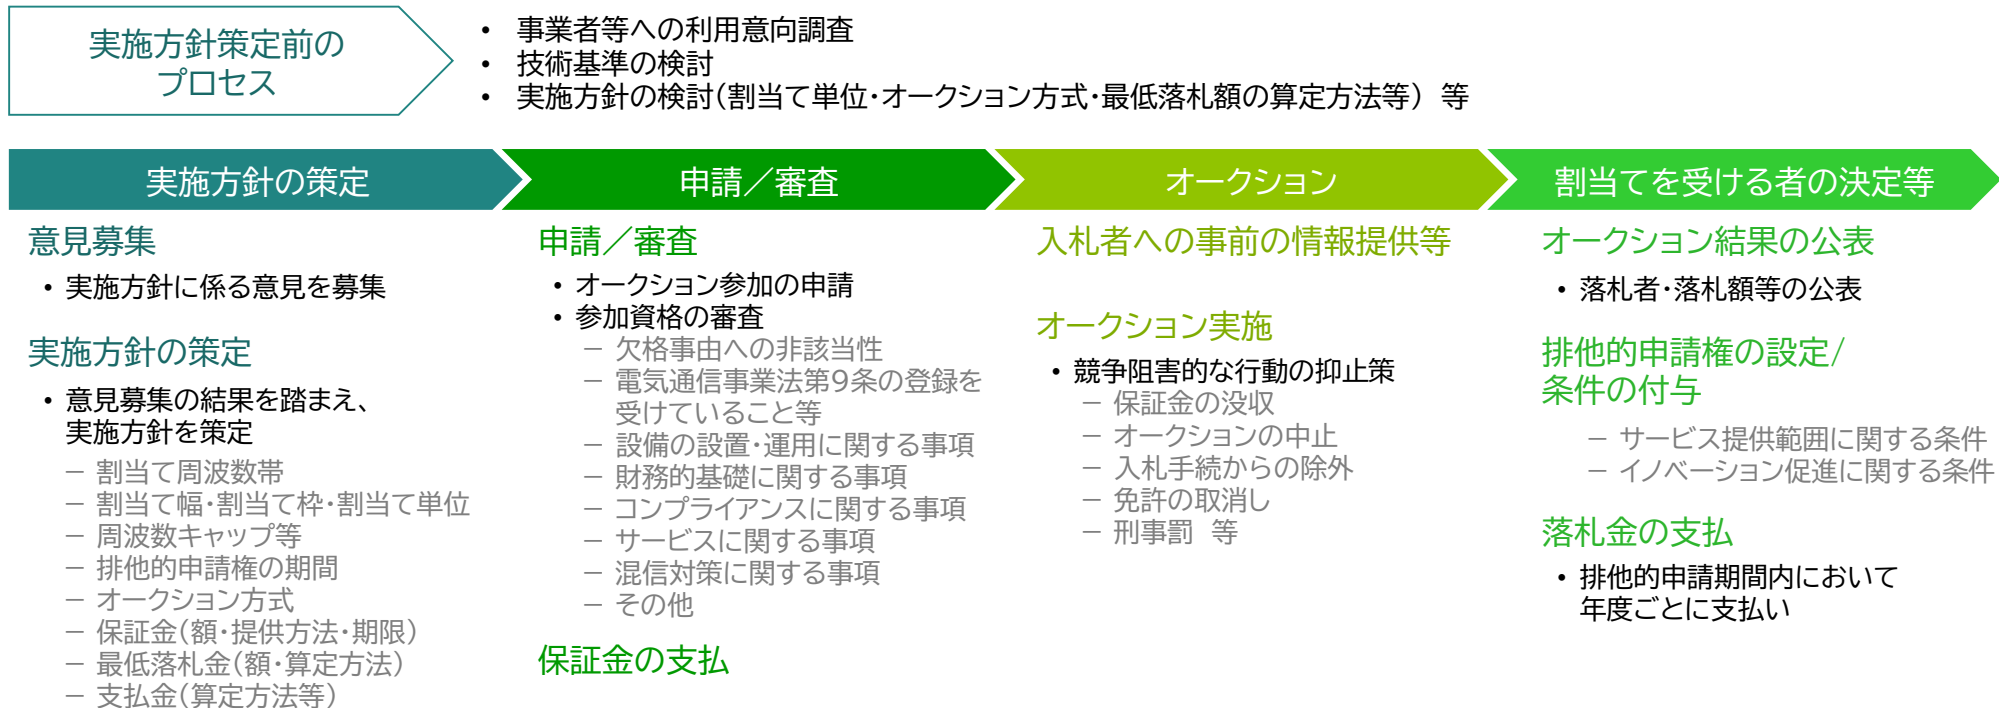 実施方針策定前の
プロセス
• 事業者等への利用意向調査
• 技術基準の検討
• 実施方針の検討(割当て単位・オークション方式・最低落札額の算定方法等) 等
実施方針の策定
申請／審査
オークション
割当てを受ける者の決定等
意見募集
• 実施方針に係る意見を募集
実施方針の策定
• 意見募集の結果を踏まえ、
実施方針を策定
－ 割当て周波数帯
－ 割当て幅・割当て枠・割当て単位
－ 周波数キャップ等
－ 排他的申請権の期間
－ オークション方式
－ 保証金(額・提供方法・期限)
－ 最低落札金(額・算定方法)
－ 支払金(算定方法等)
申請／審査
• オークション参加の申請
• 参加資格の審査
－ 欠格事由への非該当性
－ 電気通信事業法第9条の登録を
受けていること等
－ 設備の設置・運用に関する事項
－ 財務的基礎に関する事項
－ コンプライアンスに関する事項
－ サービスに関する事項
－ 混信対策に関する事項
－ その他
保証金の支払
入札者への事前の情報提供等
オークション実施
• 競争阻害的な行動の抑止策
－ 保証金の没収
－ オークションの中止
－ 入札手続からの除外
－ 免許の取消し
－ 刑事罰 等
オークション結果の公表
• 落札者・落札額等の公表
排他的申請権の設定/
条件の付与
－ サービス提供範囲に関する条件
－ イノベーション促進に関する条件
落札金の支払
• 排他的申請期間内において
年度ごとに支払い